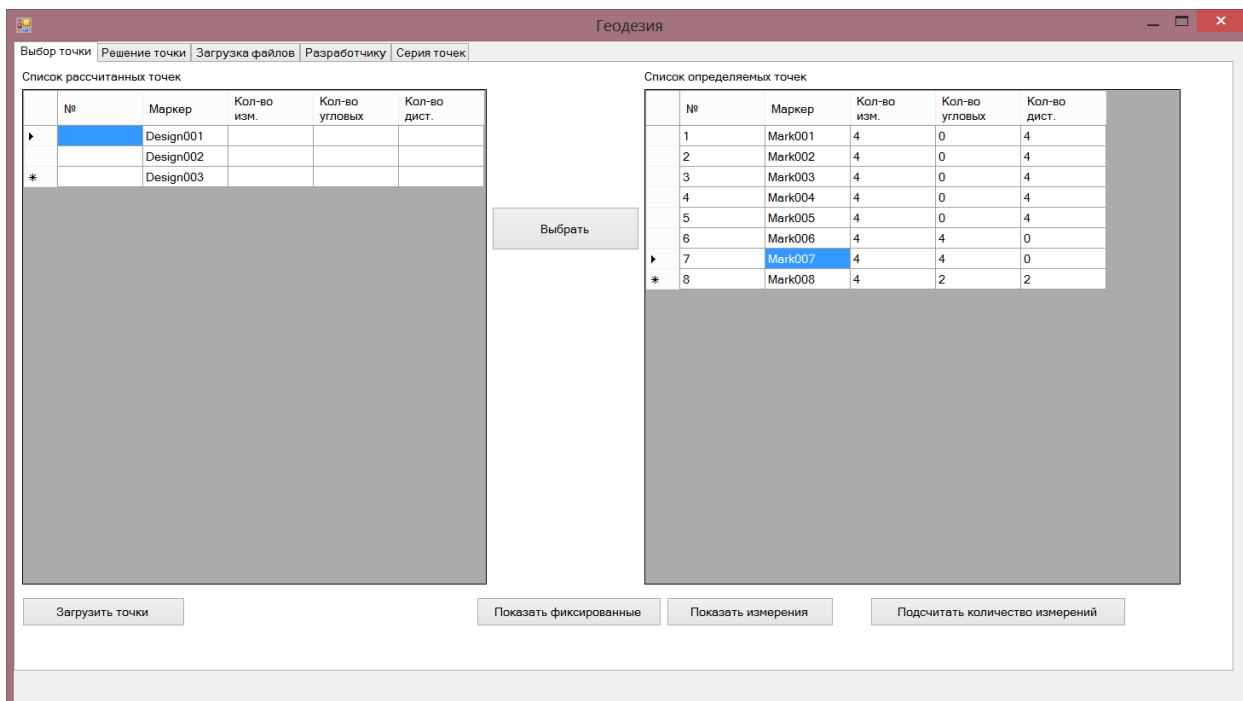 Геодезия
Выбор точки Решение точки Загрузка файлов Разработчику Серия точек
Список рассчитанных точек
№ Маркер Кол-во изм. Кол-во угловых Кол-во дист.
Design001
Design002
Design003
Выбрать
Список определяемых точек
№ Маркер Кол-во изм. Кол-во угловых Кол-во дист.
1 Mark001 4 0 4
2 Mark002 4 0 4
3 Mark003 4 0 4
4 Mark004 4 0 4
5 Mark005 4 0 4
6 Mark006 4 4 0
7 Mark007 4 4 0
8 Mark008 4 2 2
Загрузить точки Показать фиксированные Показать измерения Подсчитать количество измерений